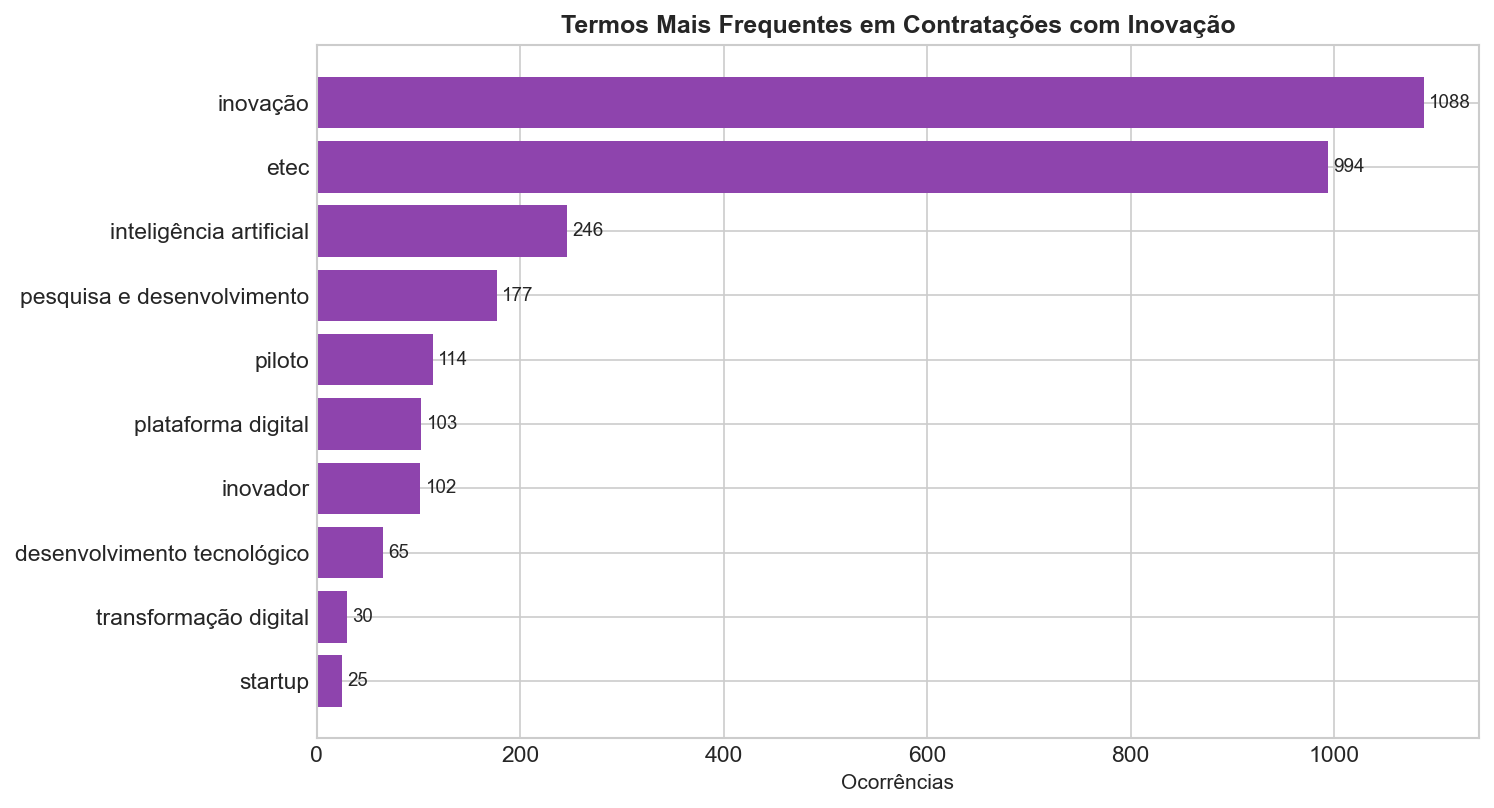 Termos Mais Frequentes em Contratações com Inovação
inovação 1088
etec 994
inteligência artificial 246
pesquisa e desenvolvimento 177
piloto 114
plataforma digital 103
inovador 102
desenvolvimento tecnológico 65
transformação digital 30
startup 25
0 200 400 600 800 1000
Ocorrências